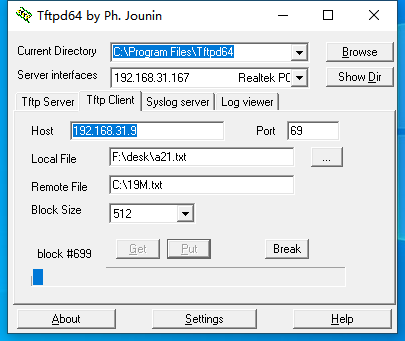 Tftpd64 by Ph. Jounin
Current Directory C:\Program Files\Tftpd64 Browse
Server interfaces 192.168.31.167 Realtek PC Show Dir
Tftp Server Tftp Client Syslog server Log viewer
Host 192.168.31.9 Port 69
Local File F:\desk\a21.txt ...
Remote File C:\19M.txt
Block Size 512
block #699 Get Put Break
About Settings Help